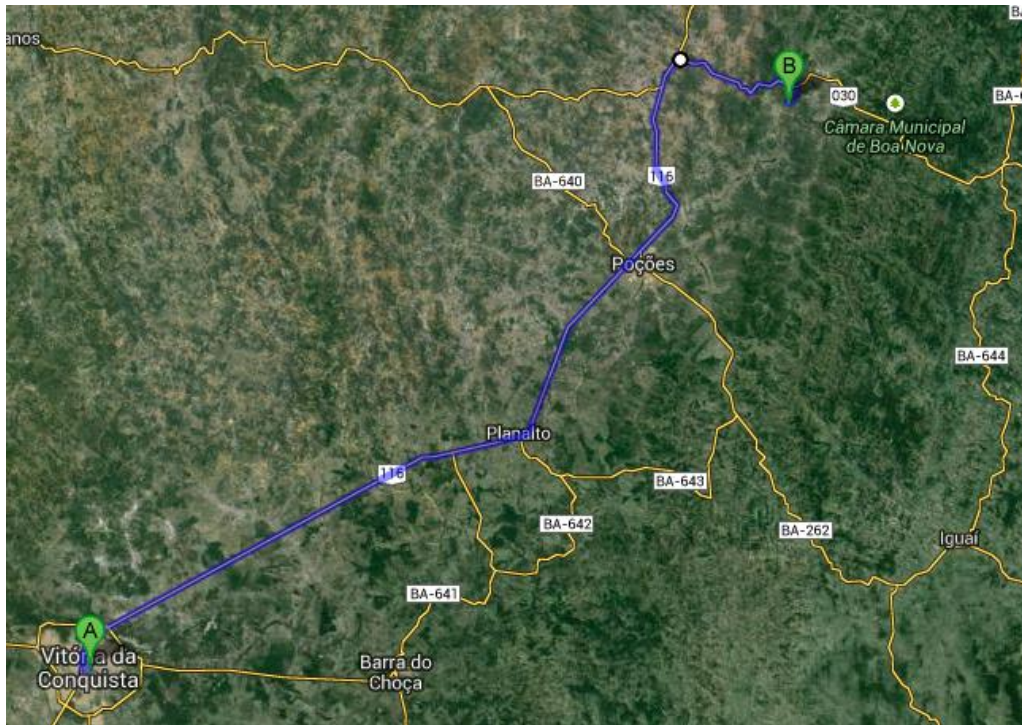 anos
B
030
Câmara Municipal
de Boa Nova
116
BA-640
Poções
BA-644
Planalto
116
BA-643
BA-642
BA-262
Iguaí
BA-641
A
Vitória da
Conquista
Barra do
Choça